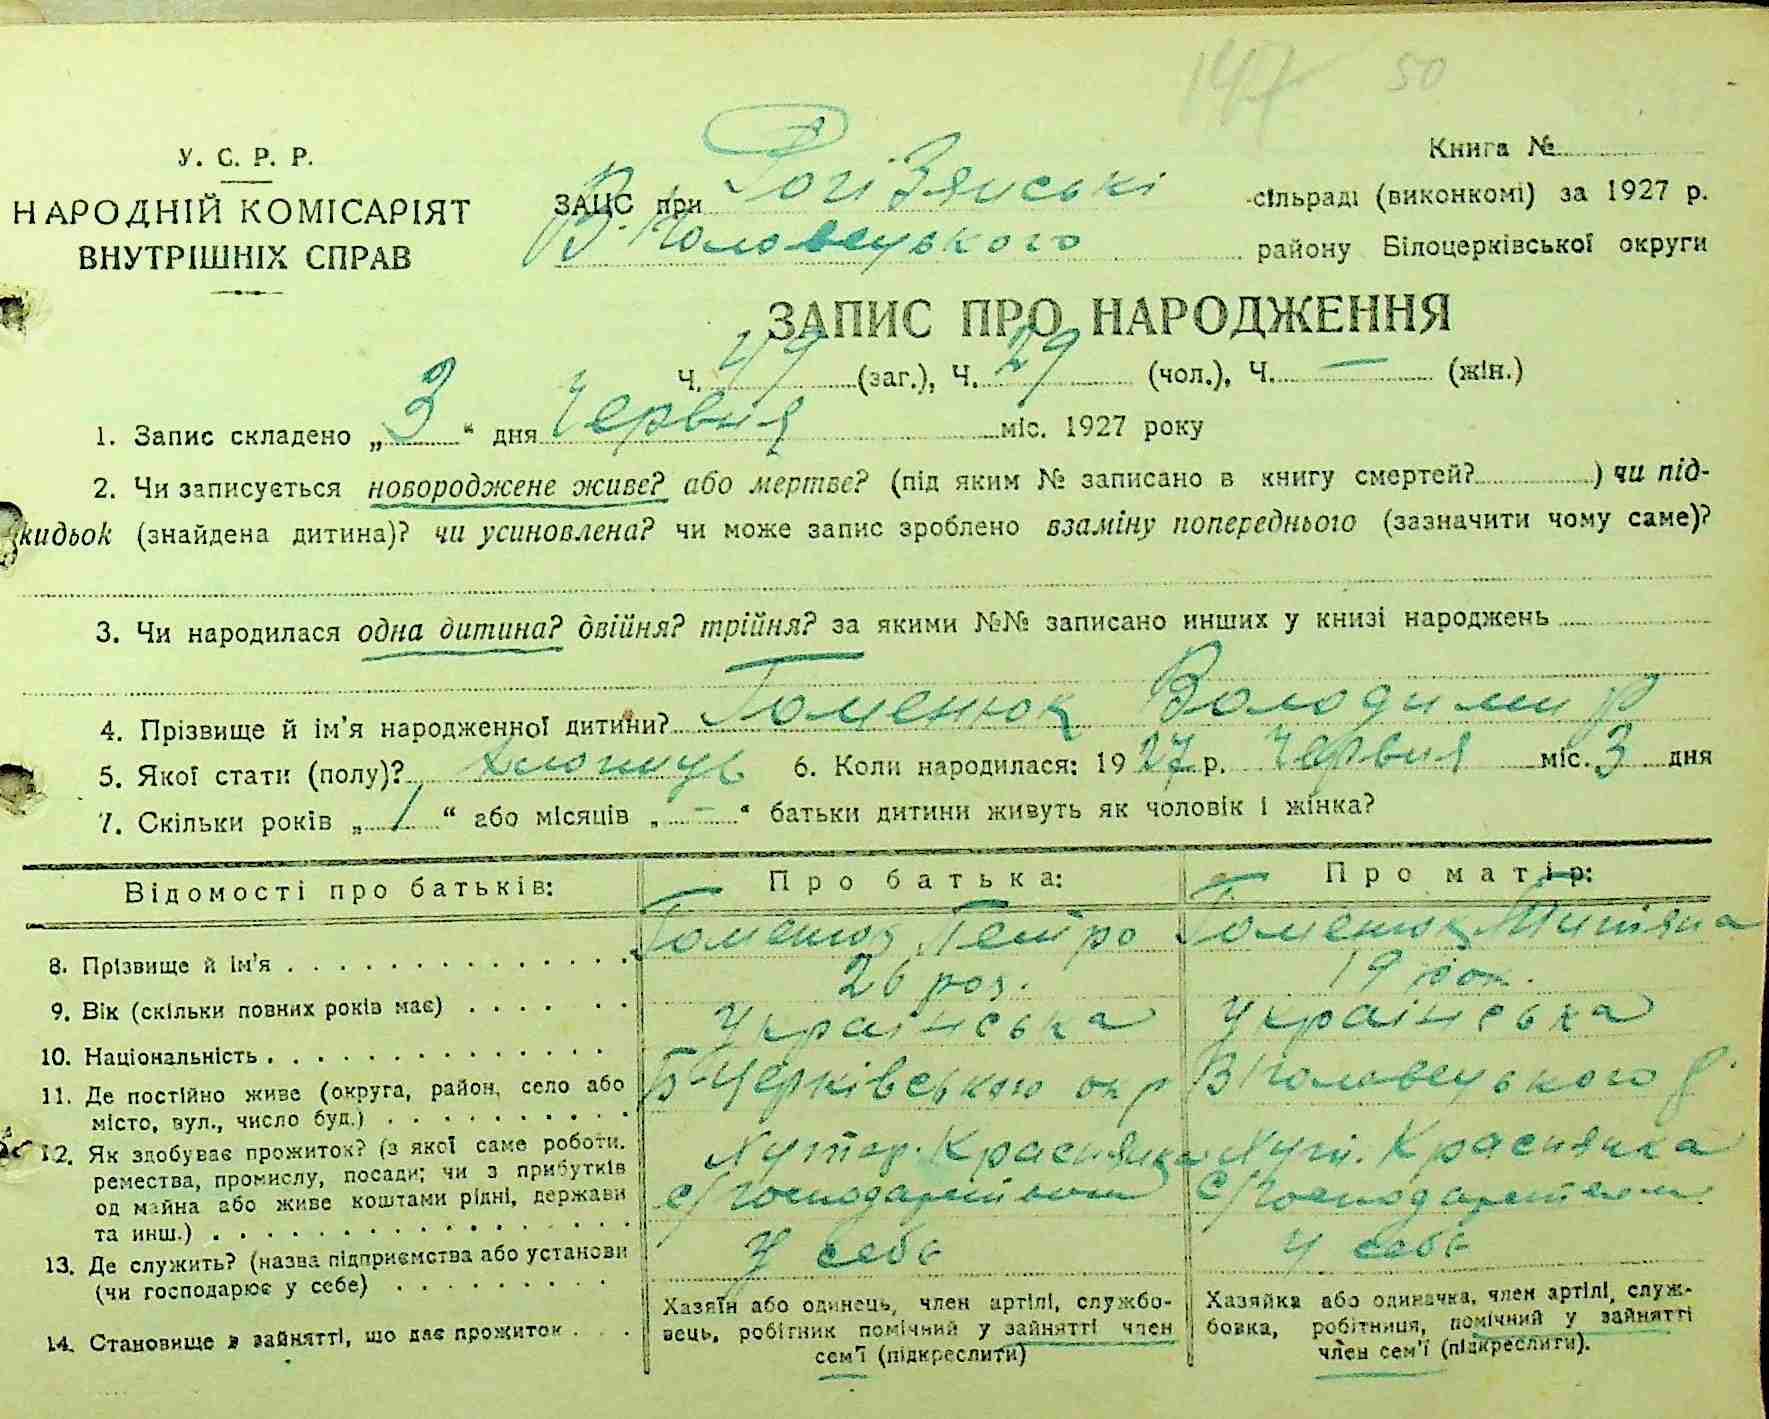 147 50
У. С. Р. Р.
НАРОДНІЙ КОМІСАРІЯТ
ВНУТРІШНІХ СПРАВ
Книга №
ЗАЦС при Рогізянські -сільраді (виконкомі) за 1927 р.
В-Половецького району Білоцерківської округи
ЗАПИС ПРО НАРОДЖЕННЯ
Ч. 49 (заг.), Ч. 29 (чол.), Ч. — (жін.)
1. Запис складено „ 3 “ дня Червня міс. 1927 року
2. Чи записується новороджене живе? або мертве? (під яким № записано в книгу смертей? ) чи під-
кидьок (знайдена дитина)? чи усиновлена? чи може запис зроблено взаміну попереднього (зазначити чому саме)?
3. Чи народилася одна дитина? двійня? трійня? за якими №№ записано инших у книзі народжень
4. Прізвище й ім'я народженної дитини? Гоменюк Володимир
5. Якої стати (полу)? хлопець 6. Коли народилася: 1927 р. Червня міс. 3 дня
7. Скільки років „ 1 “ або місяців „ — “ батьки дитини живуть як чоловік і жінка?
Відомості про батьків: Про батька: Про матір:
8. Прізвище й ім'я Гоменюк Петро Гоменюк Титяна
9. Вік (скільки повних років має) 26 рок. 19 рок.
10. Національність Українська Українська
11. Де постійно живе (округа, район, село або Б-Церківською окр В Половецького р.
місто, вул., число буд.)
12. Як здобуває прожиток? (з якої саме роботи. Хутор. Краснянка Хут. Краснянка
ремества, промислу, посади; чи з прибутків С/господарством С/господарством
од майна або живе коштами рідні, держави
та инш.)
13. Де служить? (назва підприємства або установи У себе У себе
(чи господарює у себе)
14. Становище в зайнятті, що дає прожиток
Хазяїн або одинець, член артілі, службо-
вець, робітник помічний у зайнятті член
сем'ї (підкреслити)
Хазяйка або одиначка, член артілі, служ-
бовка, робітниця, помічний у зайнятті
член сем'ї (підкреслити).